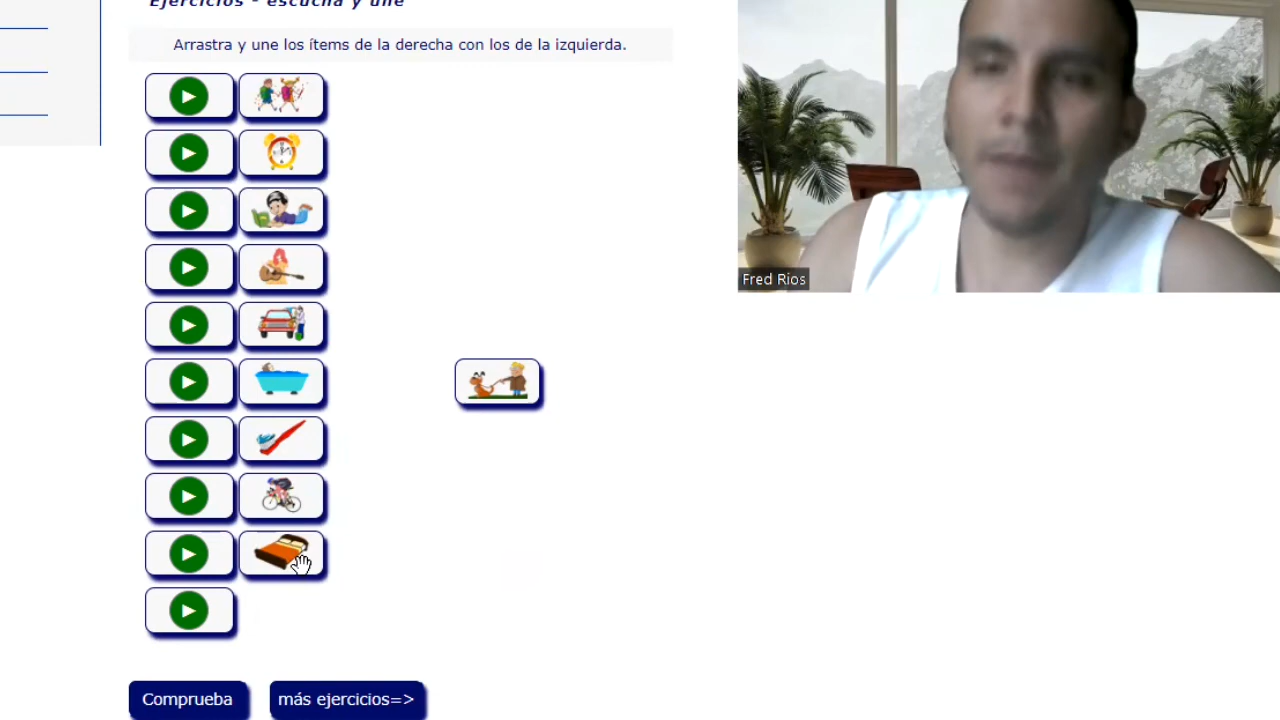 Ejercicios - escucha y une
Arrastra y une los ítems de la derecha con los de la izquierda.
Fred Rios
Comprueba
más ejercicios=>